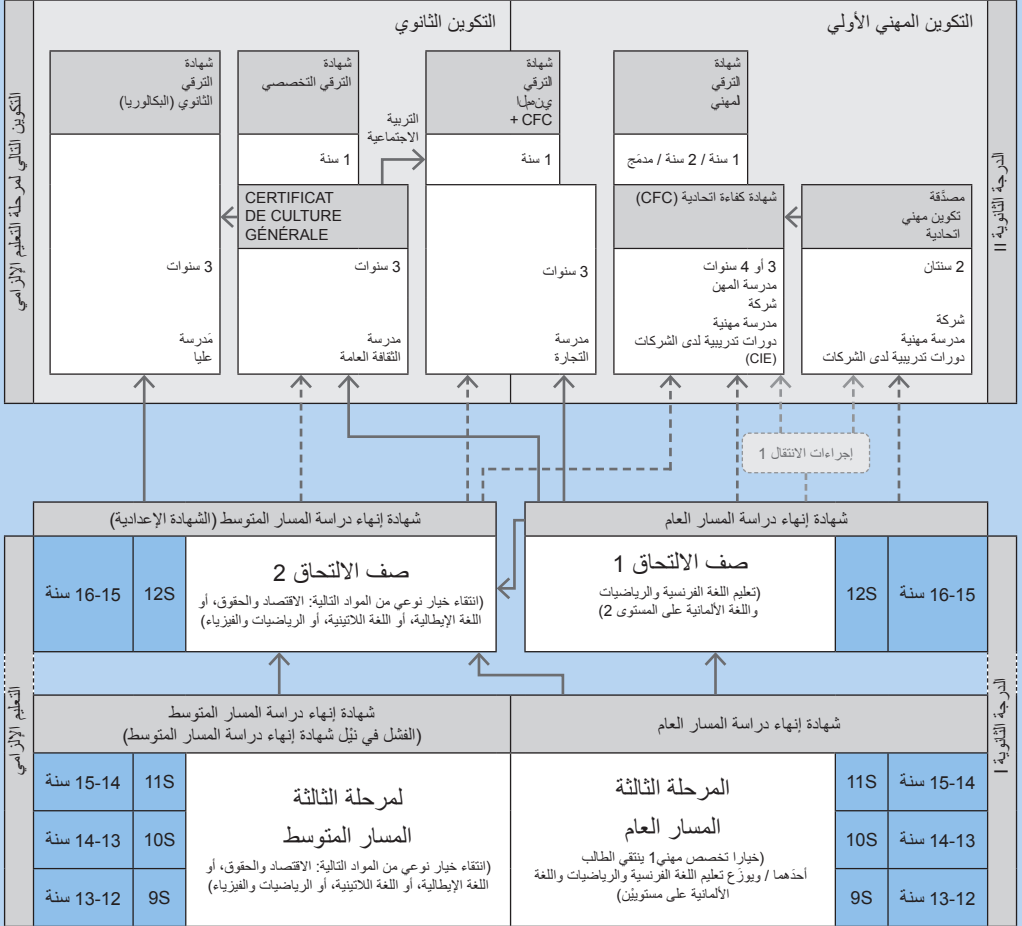 التكوين المهني الأولي
التكوين الثانوي
الدرجة الثانوية II
التكوين التالي لمرحلة التعليم الإلزامي
شهادة
الترقي
لمهني
1 سنة / 2 سنة / مدمَج
شهادة
الترقي
ينهملا
+ CFC
1 سنة
التربية
الاجتماعية
شهادة
الترقي التخصصي
1 سنة
شهادة
الترقي
الثانوي (البكالوريا)
مصدَّقة
تكوين مهني
اتحادية
2 سنتان
شركة
مدرسة مهنية
دورات تدريبية لدى الشركات
شهادة كفاءة اتحادية (CFC)
3 أو 4 سنوات
مدرسة المهن
شركة
مدرسة مهنية
دورات تدريبية لدى الشركات
(CIE)
3 سنوات
مدرسة
التجارة
CERTIFICAT
DE CULTURE
GÉNÉRALE
3 سنوات
مدرسة
الثقافة العامة
3 سنوات
مَدرسة
عليا
إجراءات الانتقال 1
شهادة إنهاء دراسة المسار العام
شهادة إنهاء دراسة المسار المتوسط (الشهادة الإعدادية)
الدرجة الثانوية I
التعليم الإلزامي
16-15 سنة
12S
صف الالتحاق 1
(تعليم اللغة الفرنسية والرياضيات
واللغة الألمانية على المستوى 2)
صف الالتحاق 2
(انتقاء خيار نوعي من المواد التالية: الاقتصاد والحقوق، أو
اللغة الإيطالية، أو اللغة اللاتينية، أو الرياضيات والفيزياء)
12S
16-15 سنة
شهادة إنهاء دراسة المسار العام
شهادة إنهاء دراسة المسار المتوسط
(الفشل في نيْل شهادة إنهاء دراسة المسار المتوسط)
15-14 سنة
11S
14-13 سنة
10S
13-12 سنة
9S
المرحلة الثالثة
المسار العام
(خيارا تخصص مهني1 ينتقي الطالب
أحدَهما / ويوزَع تعليم اللغة الفرنسية والرياضيات واللغة
الألمانية على مستوييْن)
لمرحلة الثالثة
المسار المتوسط
(انتقاء خيار نوعي من المواد التالية: الاقتصاد والحقوق، أو
اللغة الإيطالية، أو اللغة اللاتينية، أو الرياضيات والفيزياء)
11S
15-14 سنة
10S
14-13 سنة
9S
13-12 سنة